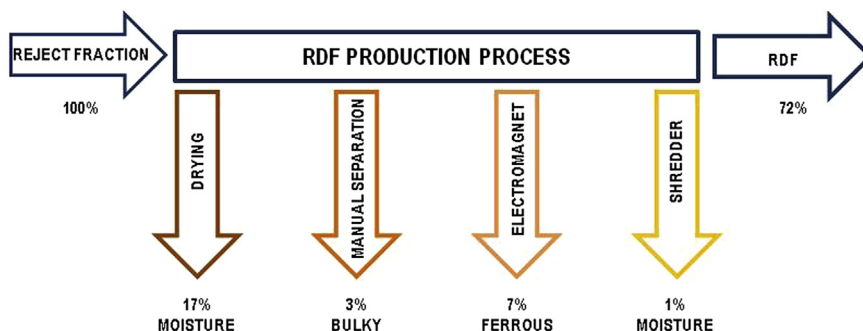 REJECT FRACTION
RDF PRODUCTION PROCESS
RDF
100%
72%
DRYING
MANUAL SEPARATION
ELECTROMAGNET
SHREDDER
17%
MOISTURE
3%
BULKY
7%
FERROUS
1%
MOISTURE